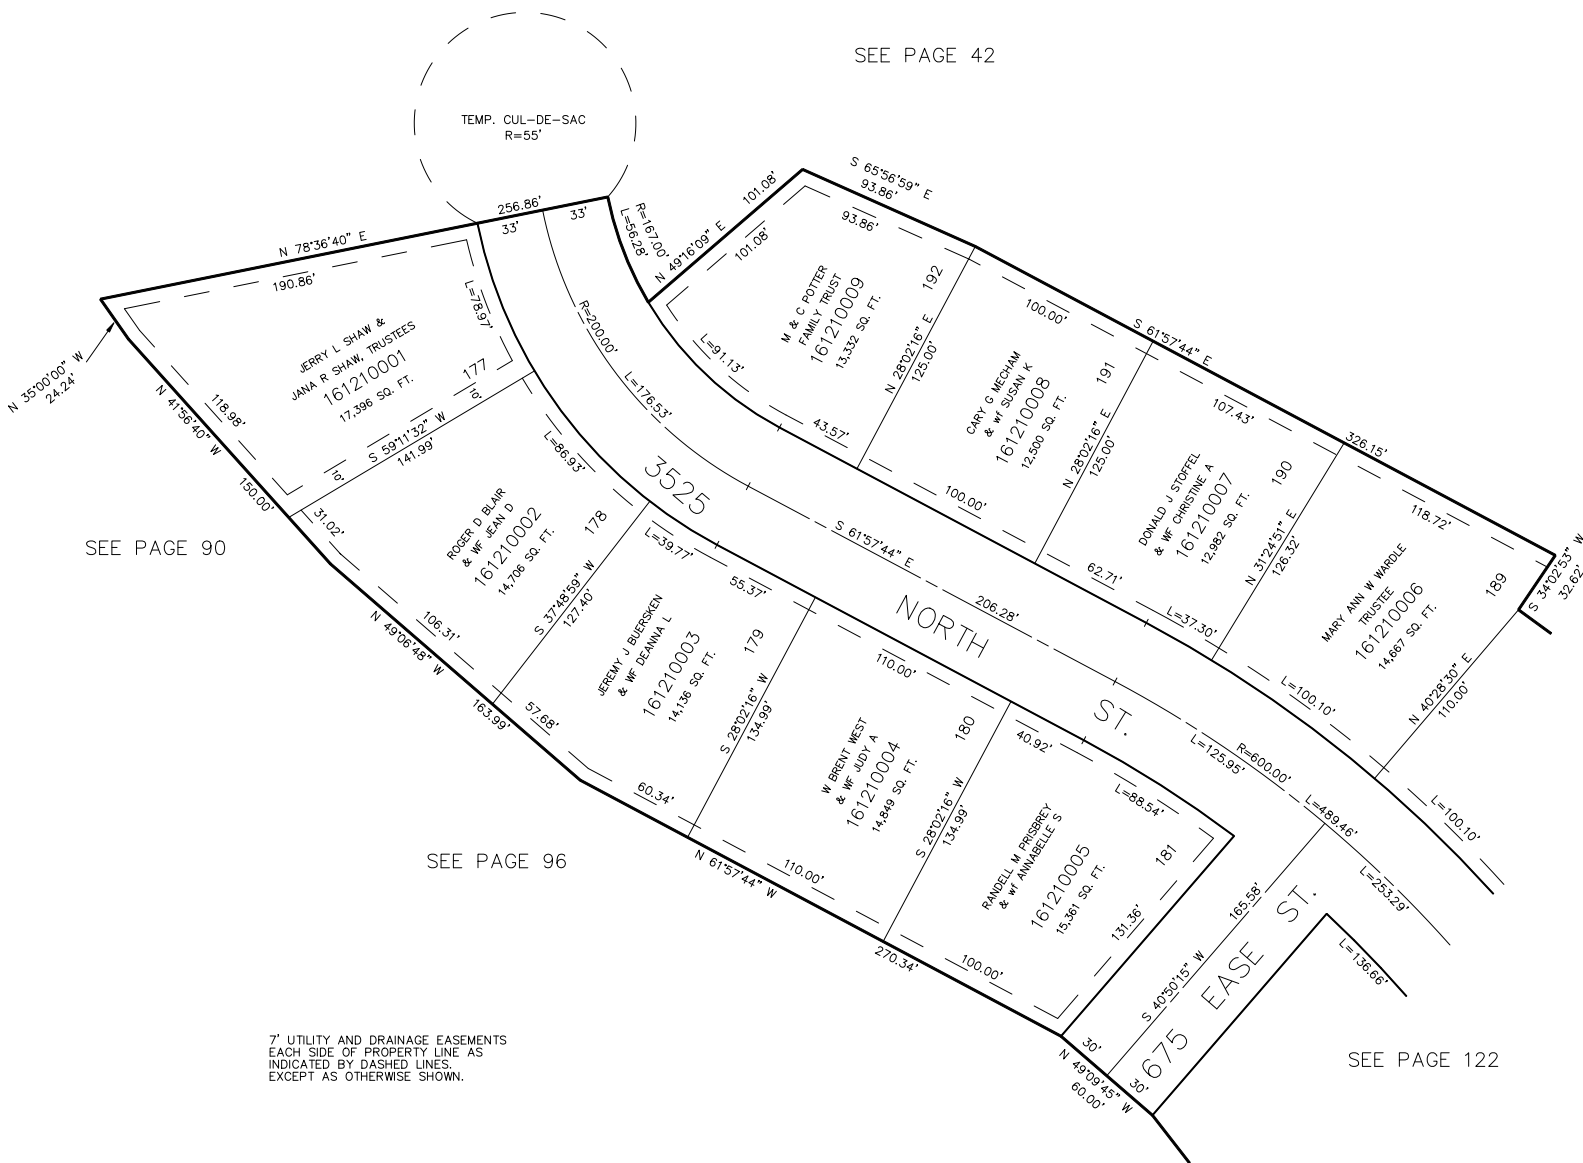 SEE PAGE 42
TEMP. CUL-DE-SAC
R=55'
S 65°56'59" E
93.86'
101.08'
N 49°16'09" E
256.86'
33'
33'
R=167.00'
L=56.28'
N 78°36'40" E
190.86'
L=78.97'
JERRY L SHAW &
JANA R SHAW, TRUSTEES
161210001
17,396 SQ. FT.
177
N 35°00'00" W
24.24'
118.98'
N 41°56'40" W
150.00'
S 59°11'32" W
141.99'
10'
10'
31.02'
93.86'
101.08'
M & C POTTER
FAMILY TRUST
161210009
13,332 SQ. FT.
192
L=91.13'
43.57'
N 28°02'16" E
125.00'
R=200.00'
L=176.53'
100.00'
S 61°57'44" E
CARY G MECHAM
& wf SUSAN K
161210008
12,500 SQ. FT.
191
100.00'
N 28°02'16" E
125.00'
107.43'
326.15'
DONALD J STOFFEL
& WF CHRISTINE A
161210007
12,982 SQ. FT.
190
62.71'
L=37.30'
N 31°24'51" E
126.32'
118.72'
MARY ANN W WARDLE
TRUSTEE
161210006
14,667 SQ. FT.
189
S 34°02'53" W
32.62'
N 40°28'30" E
110.00'
L=100.10'
L=100.10'
SEE PAGE 90
L=86.93'
ROGER D BLAIR
& WF JEAN D
161210002
14,706 SQ. FT.
178
106.31'
N 49°06'48" W
163.99'
S 37°48'59" W
127.40'
3525
NORTH
ST.
S 61°57'44" E
206.28'
L=39.77'
55.37'
JEREMY J BUERSKEN
& WF DEANNA L
161210003
14,136 SQ. FT.
179
57.68'
60.34'
S 28°02'16" W
134.99'
110.00'
W BRENT WEST
& WF JUDY A
161210004
14,849 SQ. FT.
180
N 61°57'44" W
110.00'
270.34'
S 28°02'16" W
134.99'
40.92'
L=88.54'
RANDELL M PRISBREY
& wf ANNABELLE S
161210005
15,361 SQ. FT.
181
131.36'
100.00'
L=125.95'
R=600.00'
L=489.46'
L=253.29'
165.58'
S 40°50'15" W
675 EASE ST.
L=136.66'
30'
30'
N 49°09'45" W
60.00'
SEE PAGE 96
SEE PAGE 122
7' UTILITY AND DRAINAGE EASEMENTS
EACH SIDE OF PROPERTY LINE AS
INDICATED BY DASHED LINES.
EXCEPT AS OTHERWISE SHOWN.